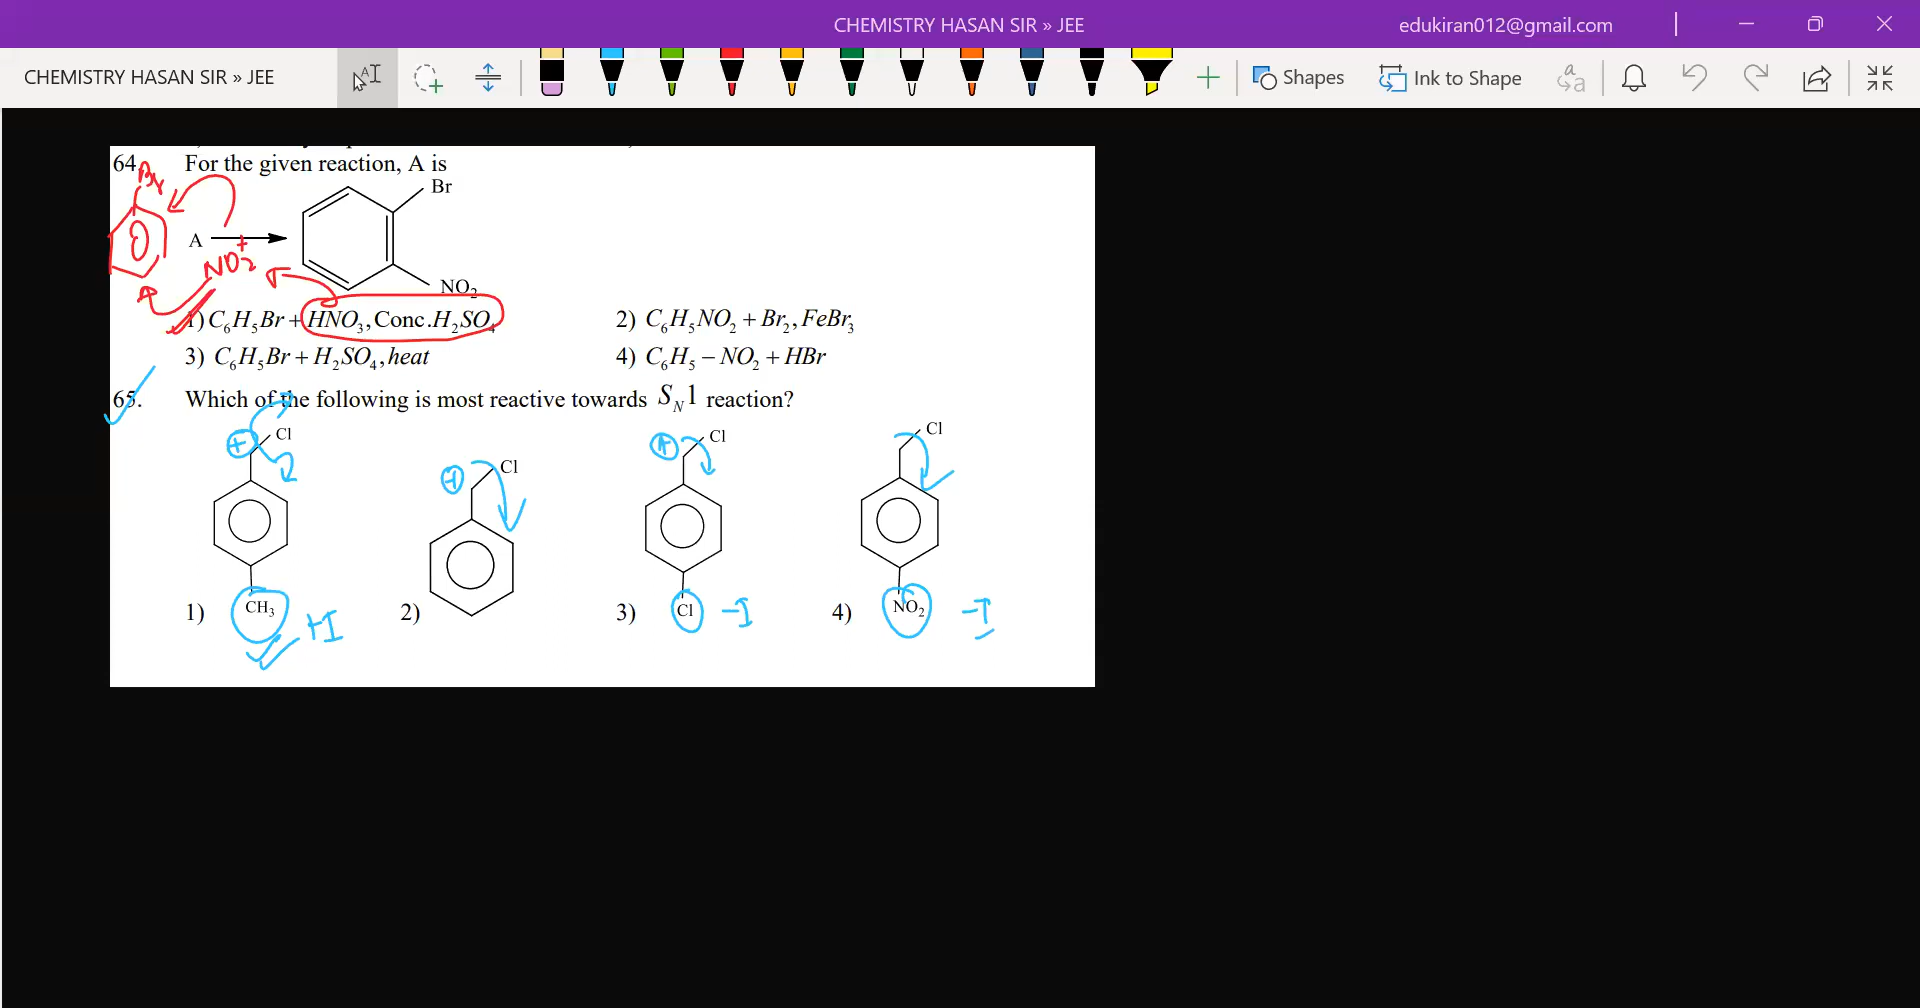 CHEMISTRY HASAN SIR » JEE
edukiran012@gmail.com
CHEMISTRY HASAN SIR » JEE
Shapes
Ink to Shape
64. For the given reaction, A is
Br
Br
A
+
NO2
NO₂
1) C₆H₅Br + HNO₃, Conc.H₂SO₄
2) C₆H₅NO₂ + Br₂, FeBr₃
3) C₆H₅Br + H₂SO₄, heat
4) C₆H₅ – NO₂ + HBr
65. Which of the following is most reactive towards S_N1 reaction?
+ Cl
+ Cl
+ Cl
Cl
1) CH₃ +I
2)
3) Cl -I
4) NO₂ -I